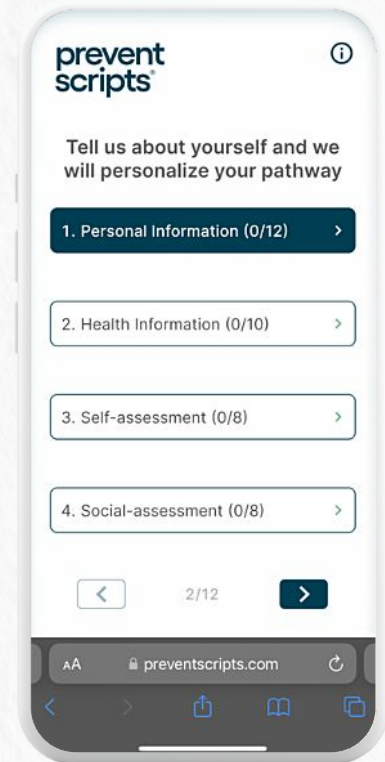 prevent
scripts®
Tell us about yourself and we
will personalize your pathway
1. Personal Information (0/12)
2. Health Information (0/10)
3. Self-assessment (0/8)
4. Social-assessment (0/8)
2/12
AA preventscripts.com